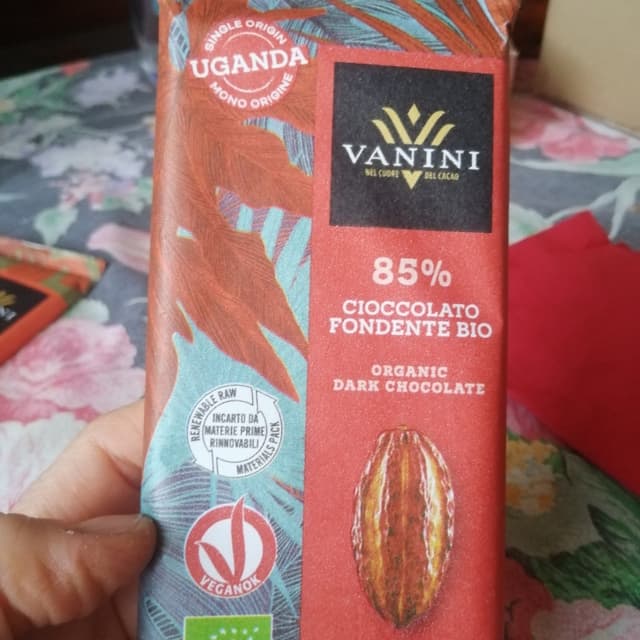 SINGLE ORIGIN
UGANDA
MONO ORIGINE
VANINI
NEL CUORE DEL CACAO
85%
CIOCCOLATO
FONDENTE BIO
ORGANIC
DARK CHOCOLATE
RENEWABLE RAW
INCARTO DA
MATERIE PRIME
RINNOVABILI
MATERIALS PACK
VEGANOK